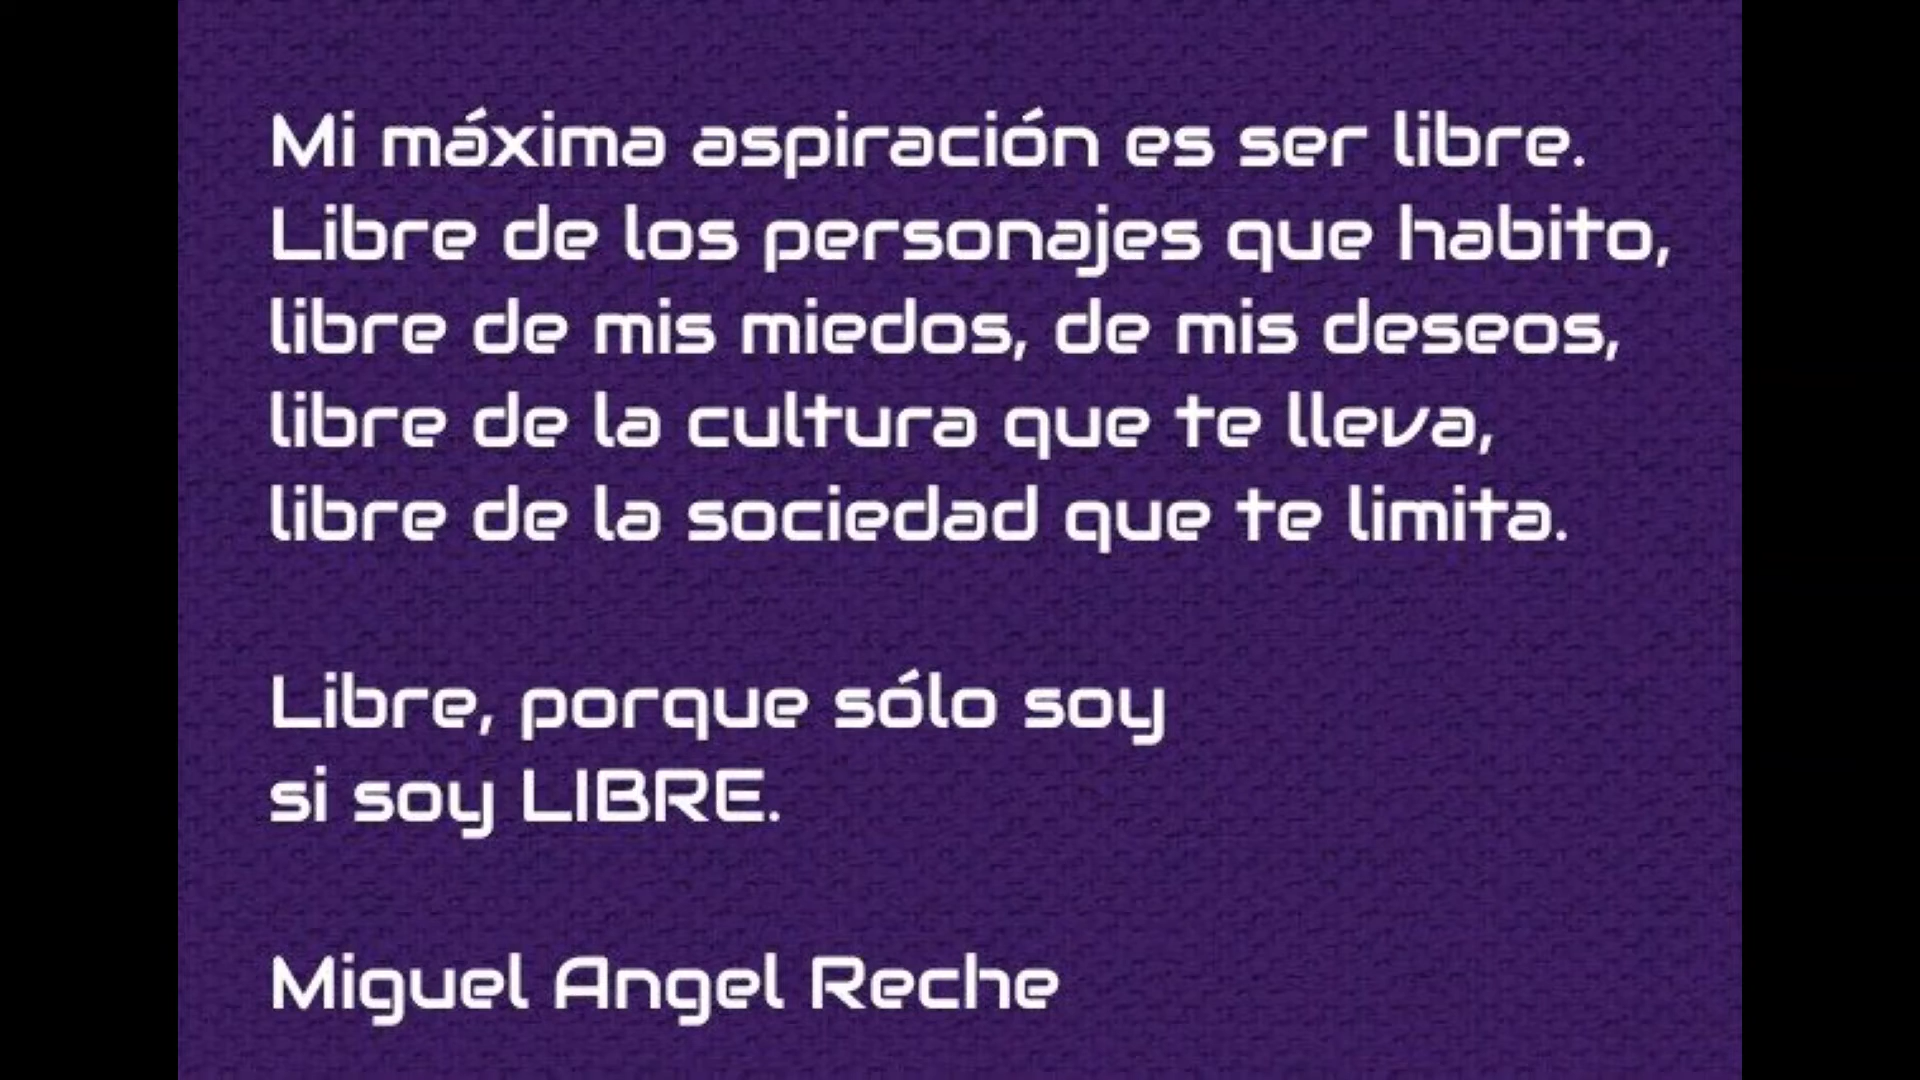 Mi máxima aspiración es ser libre.
Libre de los personajes que habito,
libre de mis miedos, de mis deseos,
libre de la cultura que te lleva,
libre de la sociedad que te limita.
Libre, porque sólo soy
si soy LIBRE.
Miguel Angel Reche